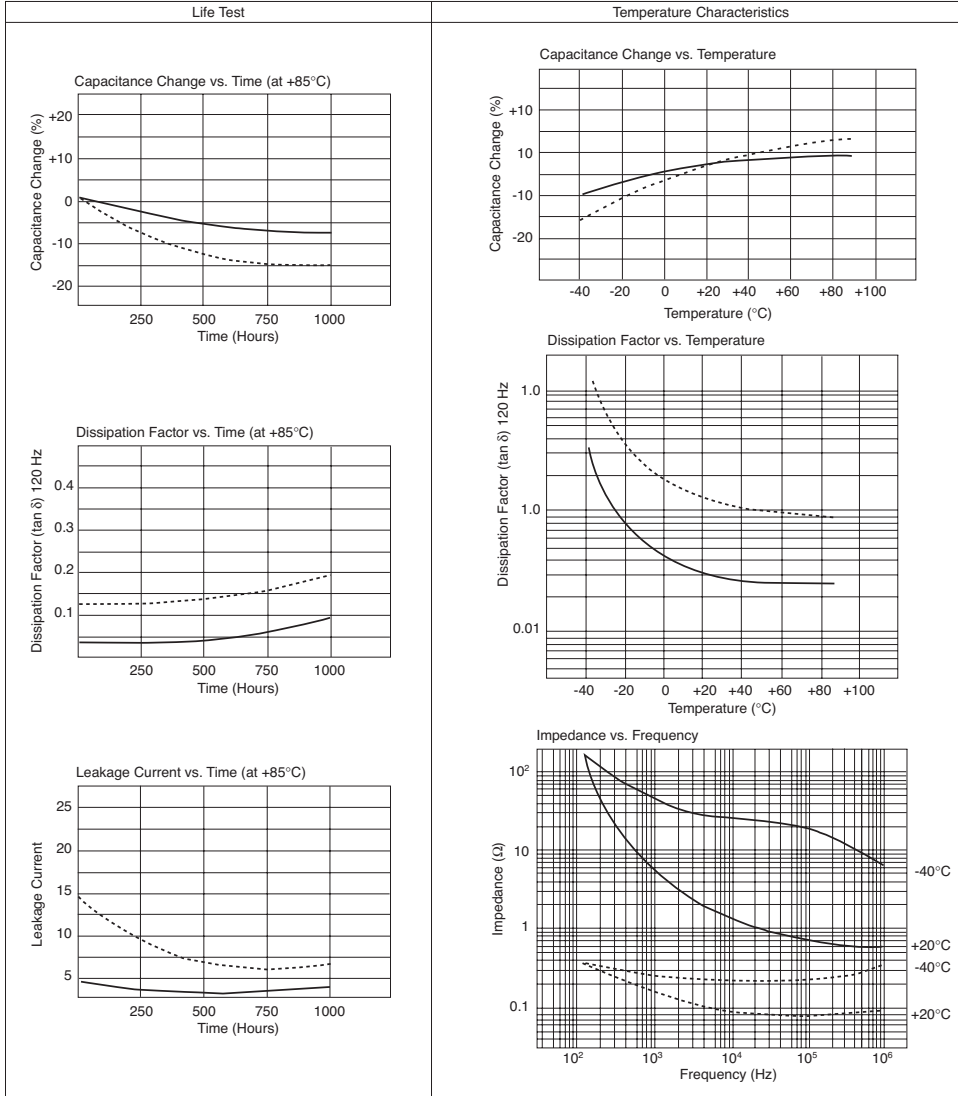 Life Test
Capacitance Change vs. Time (at +85°C)
Capacitance Change (%)
+20
+10
0
-10
-20
250 500 750 1000
Time (Hours)
Dissipation Factor vs. Time (at +85°C)
Dissipation Factor (tan δ) 120 Hz
0.4
0.3
0.2
0.1
250 500 750 1000
Time (Hours)
Leakage Current vs. Time (at +85°C)
Leakage Current
25
20
15
10
5
250 500 750 1000
Time (Hours)
Temperature Characteristics
Capacitance Change vs. Temperature
Capacitance Change (%)
+10
10
-10
-20
-40 -20 0 +20 +40 +60 +80 +100
Temperature (°C)
Dissipation Factor vs. Temperature
Dissipation Factor (tan δ) 120 Hz
1.0
1.0
0.01
-40 -20 0 +20 +40 +60 +80 +100
Temperature (°C)
Impedance vs. Frequency
Impedance (Ω)
10²
10
1
0.1
-40°C
+20°C
-40°C
+20°C
10² 10³ 10⁴ 10⁵ 10⁶
Frequency (Hz)